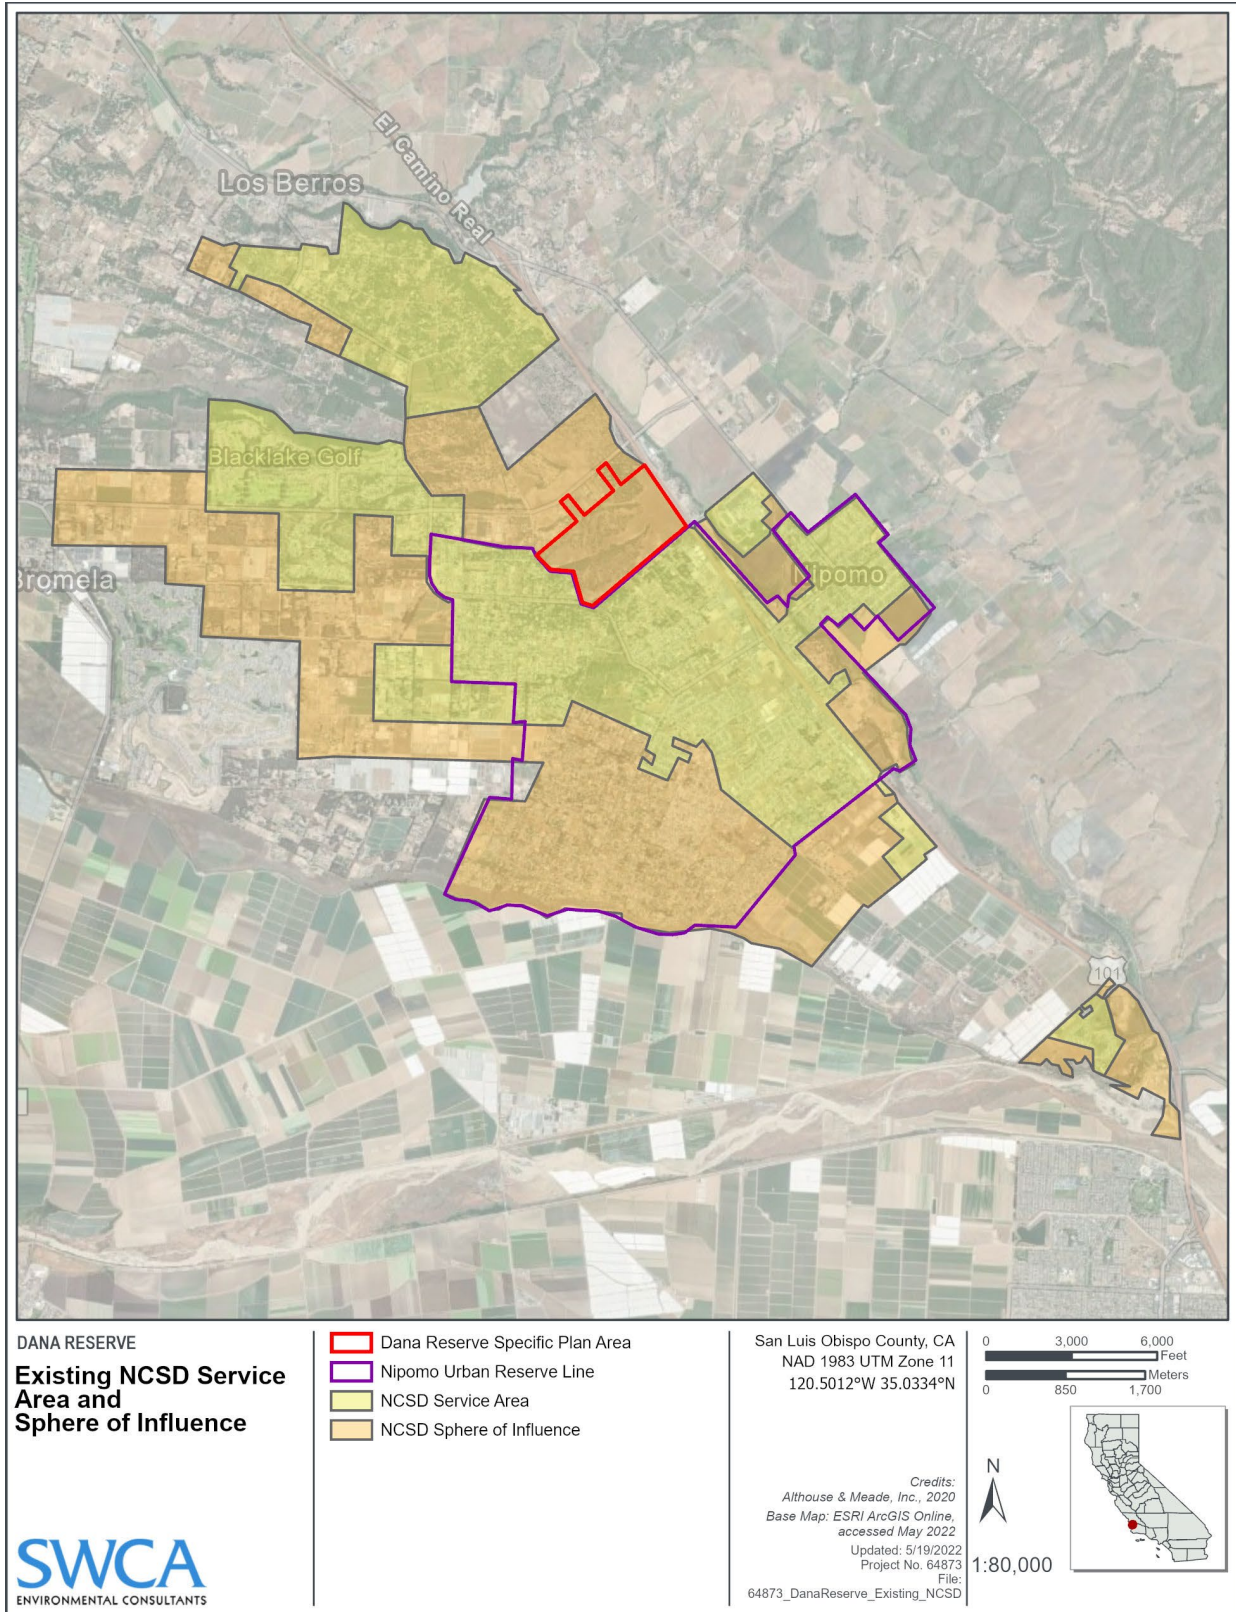 El Camino Real
Los Berros
Blacklake Golf
Bromela
Nipomo
101
DANA RESERVE
Existing NCSD Service
Area and
Sphere of Influence
SWCA
ENVIRONMENTAL CONSULTANTS
Dana Reserve Specific Plan Area
Nipomo Urban Reserve Line
NCSD Service Area
NCSD Sphere of Influence
San Luis Obispo County, CA
NAD 1983 UTM Zone 11
120.5012°W 35.0334°N
Credits:
Althouse & Meade, Inc., 2020
Base Map: ESRI ArcGIS Online,
accessed May 2022
Updated: 5/19/2022
Project No. 64873
File:
64873_DanaReserve_Existing_NCSD
0 3,000 6,000
Feet
Meters
0 850 1,700
N
1:80,000